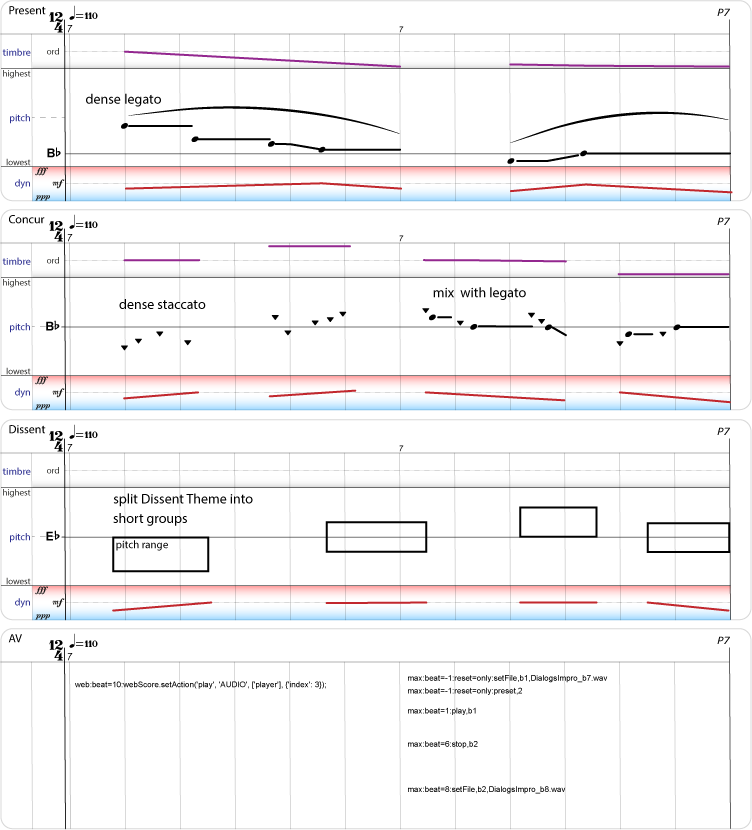 Present 12/4 ♩=110 P7
7 7
timbre ord
highest
dense legato
pitch
B♭
lowest
fff
dyn mf
ppp
Concur 12/4 ♩=110 P7
7 7
timbre ord
highest
mix with legato
dense staccato
pitch B♭
lowest
fff
dyn mf
ppp
Dissent 12/4 ♩=110 P7
7 7
timbre ord
highest
split Dissent Theme into
short groups
pitch E♭
pitch range
lowest
fff
dyn mf
ppp
AV 12/4 ♩=110 P7
7
web:beat=10:webScore.setAction('play', 'AUDIO', ['player'], {'index': 3});
max:beat=-1:reset=only:setFile,b1,DialogsImpro_b7.wav
max:beat=-1:reset=only:preset,2
max:beat=1:play,b1
max:beat=6:stop,b2
max:beat=8:setFile,b2,DialogsImpro_b8.wav